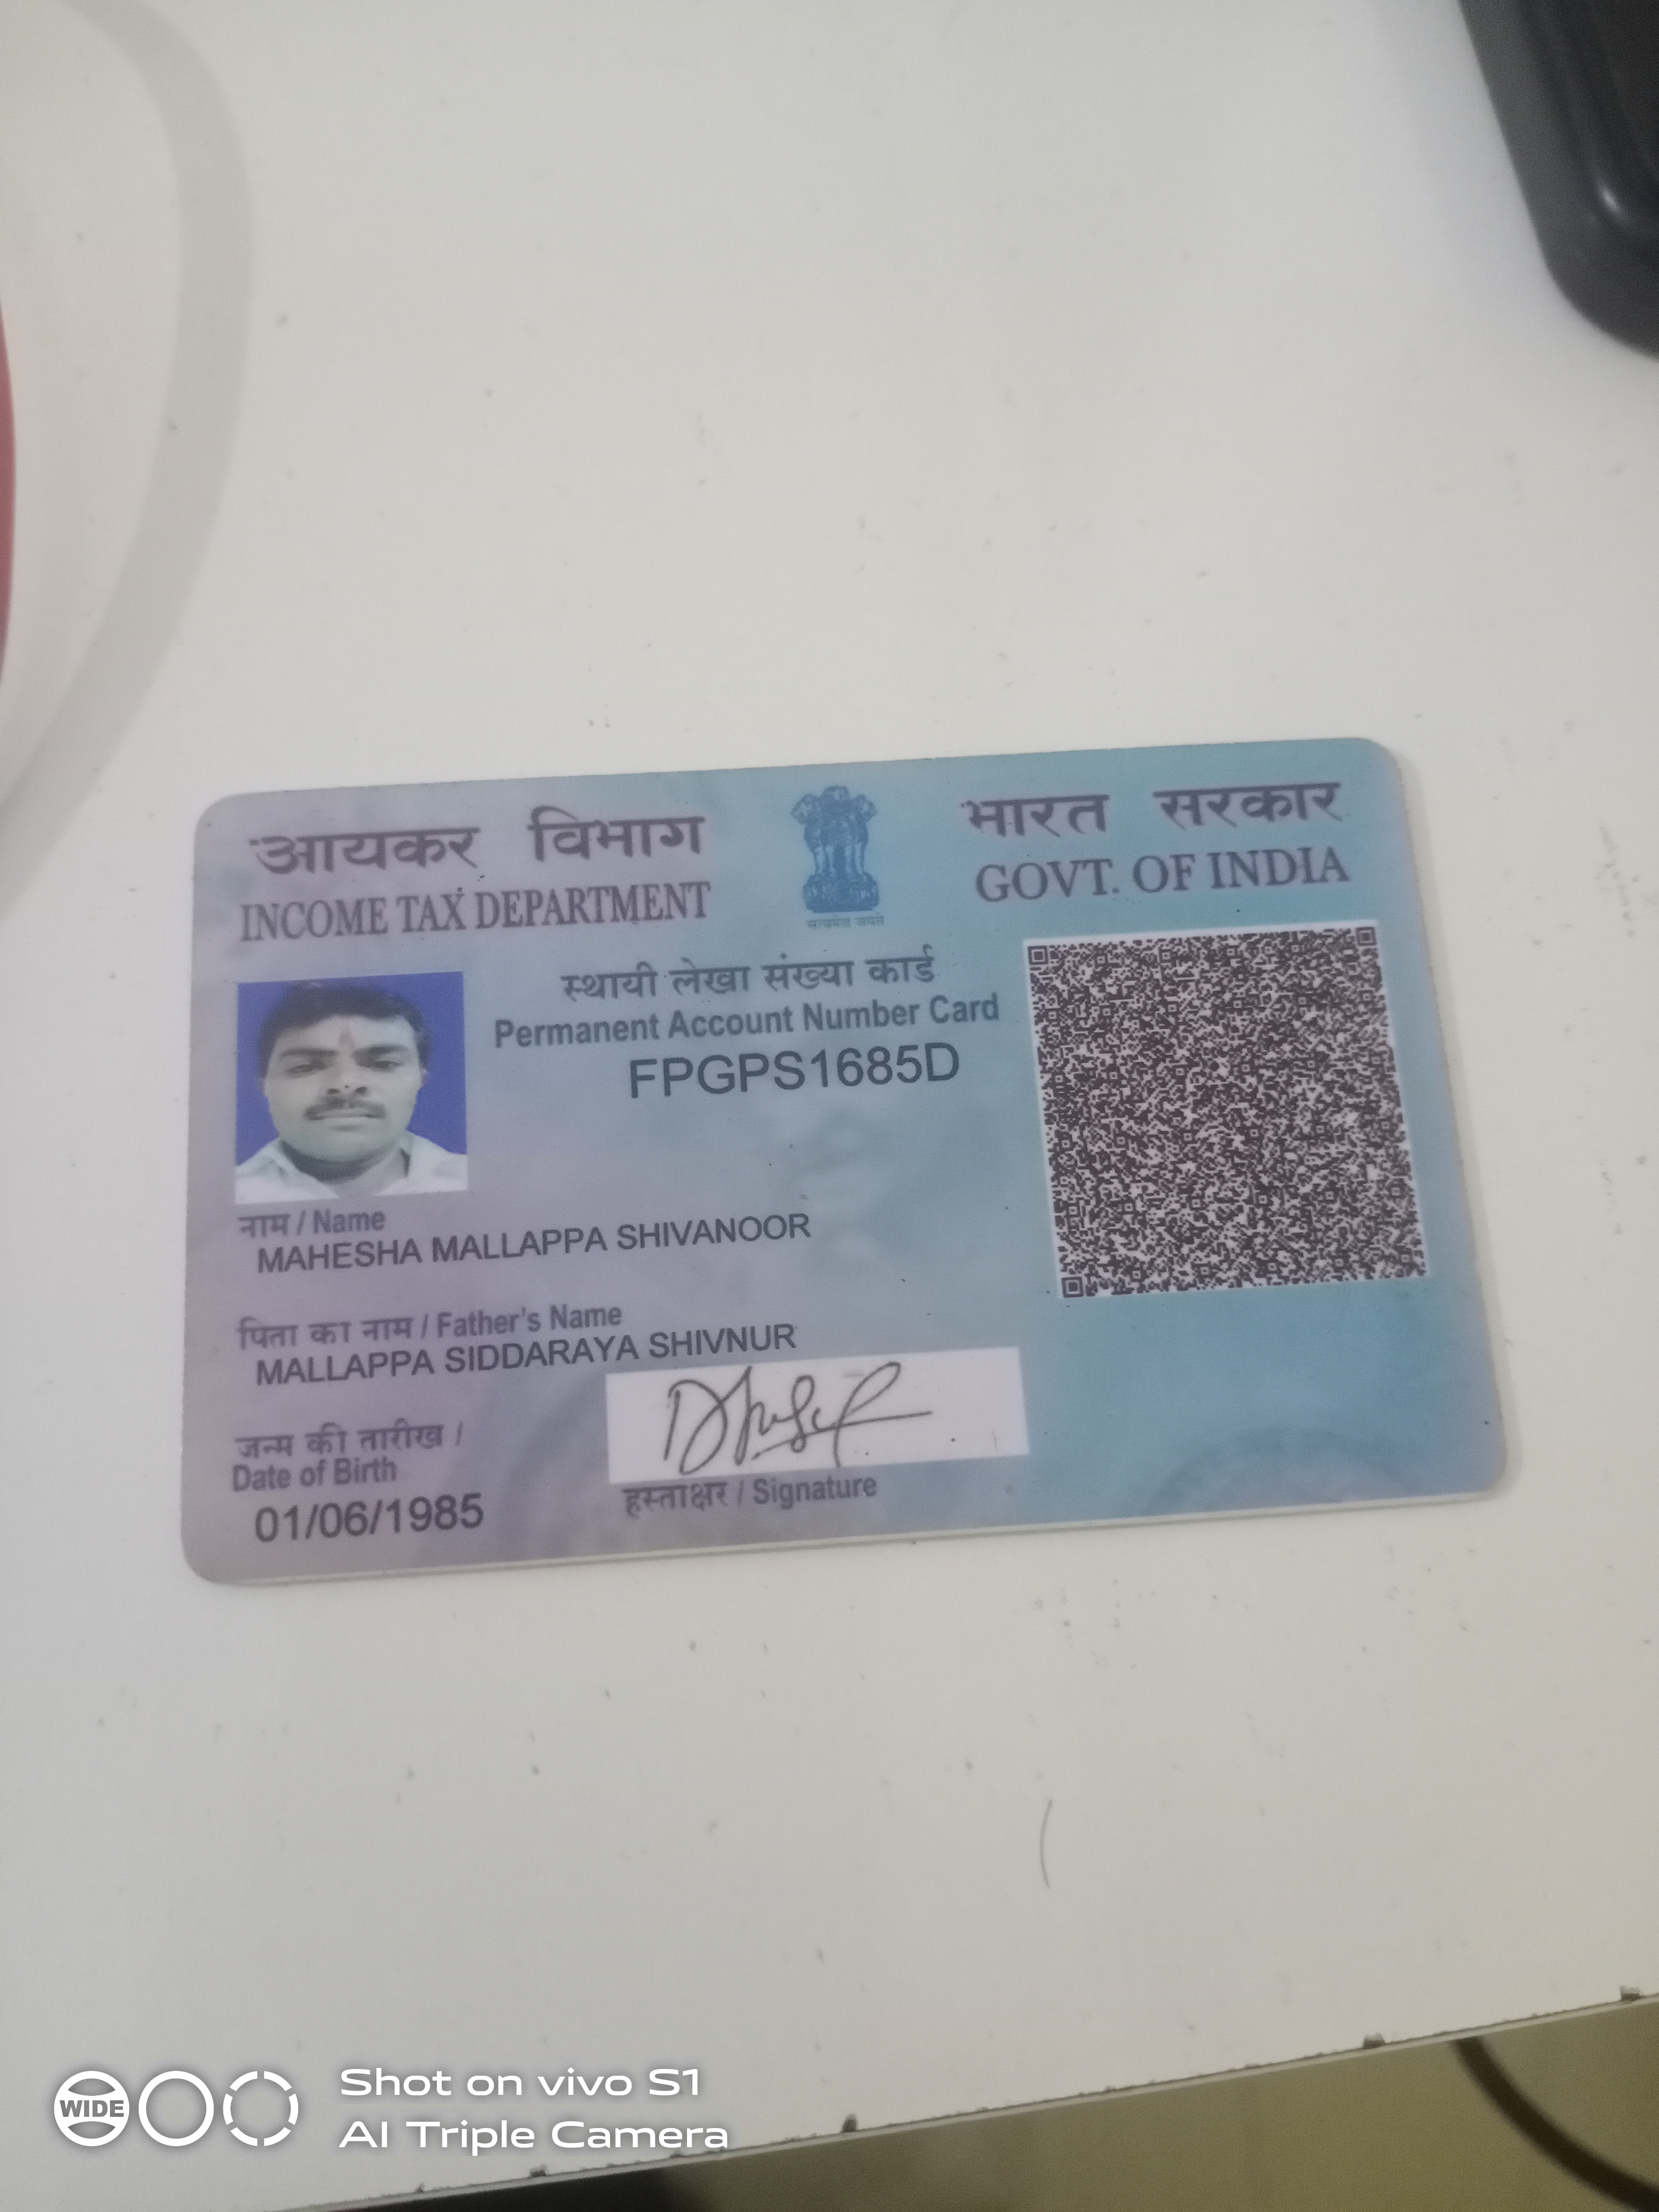 आयकर विभाग
INCOME TAX DEPARTMENT
सत्यमेव जयते
भारत सरकार
GOVT. OF INDIA
स्थायी लेखा संख्या कार्ड
Permanent Account Number Card
FPGPS1685D
नाम / Name
MAHESHA MALLAPPA SHIVANOOR
पिता का नाम / Father's Name
MALLAPPA SIDDARAYA SHIVNUR
जन्म की तारीख /
Date of Birth
01/06/1985
हस्ताक्षर / Signature
WIDE
Shot on vivo S1
AI Triple Camera